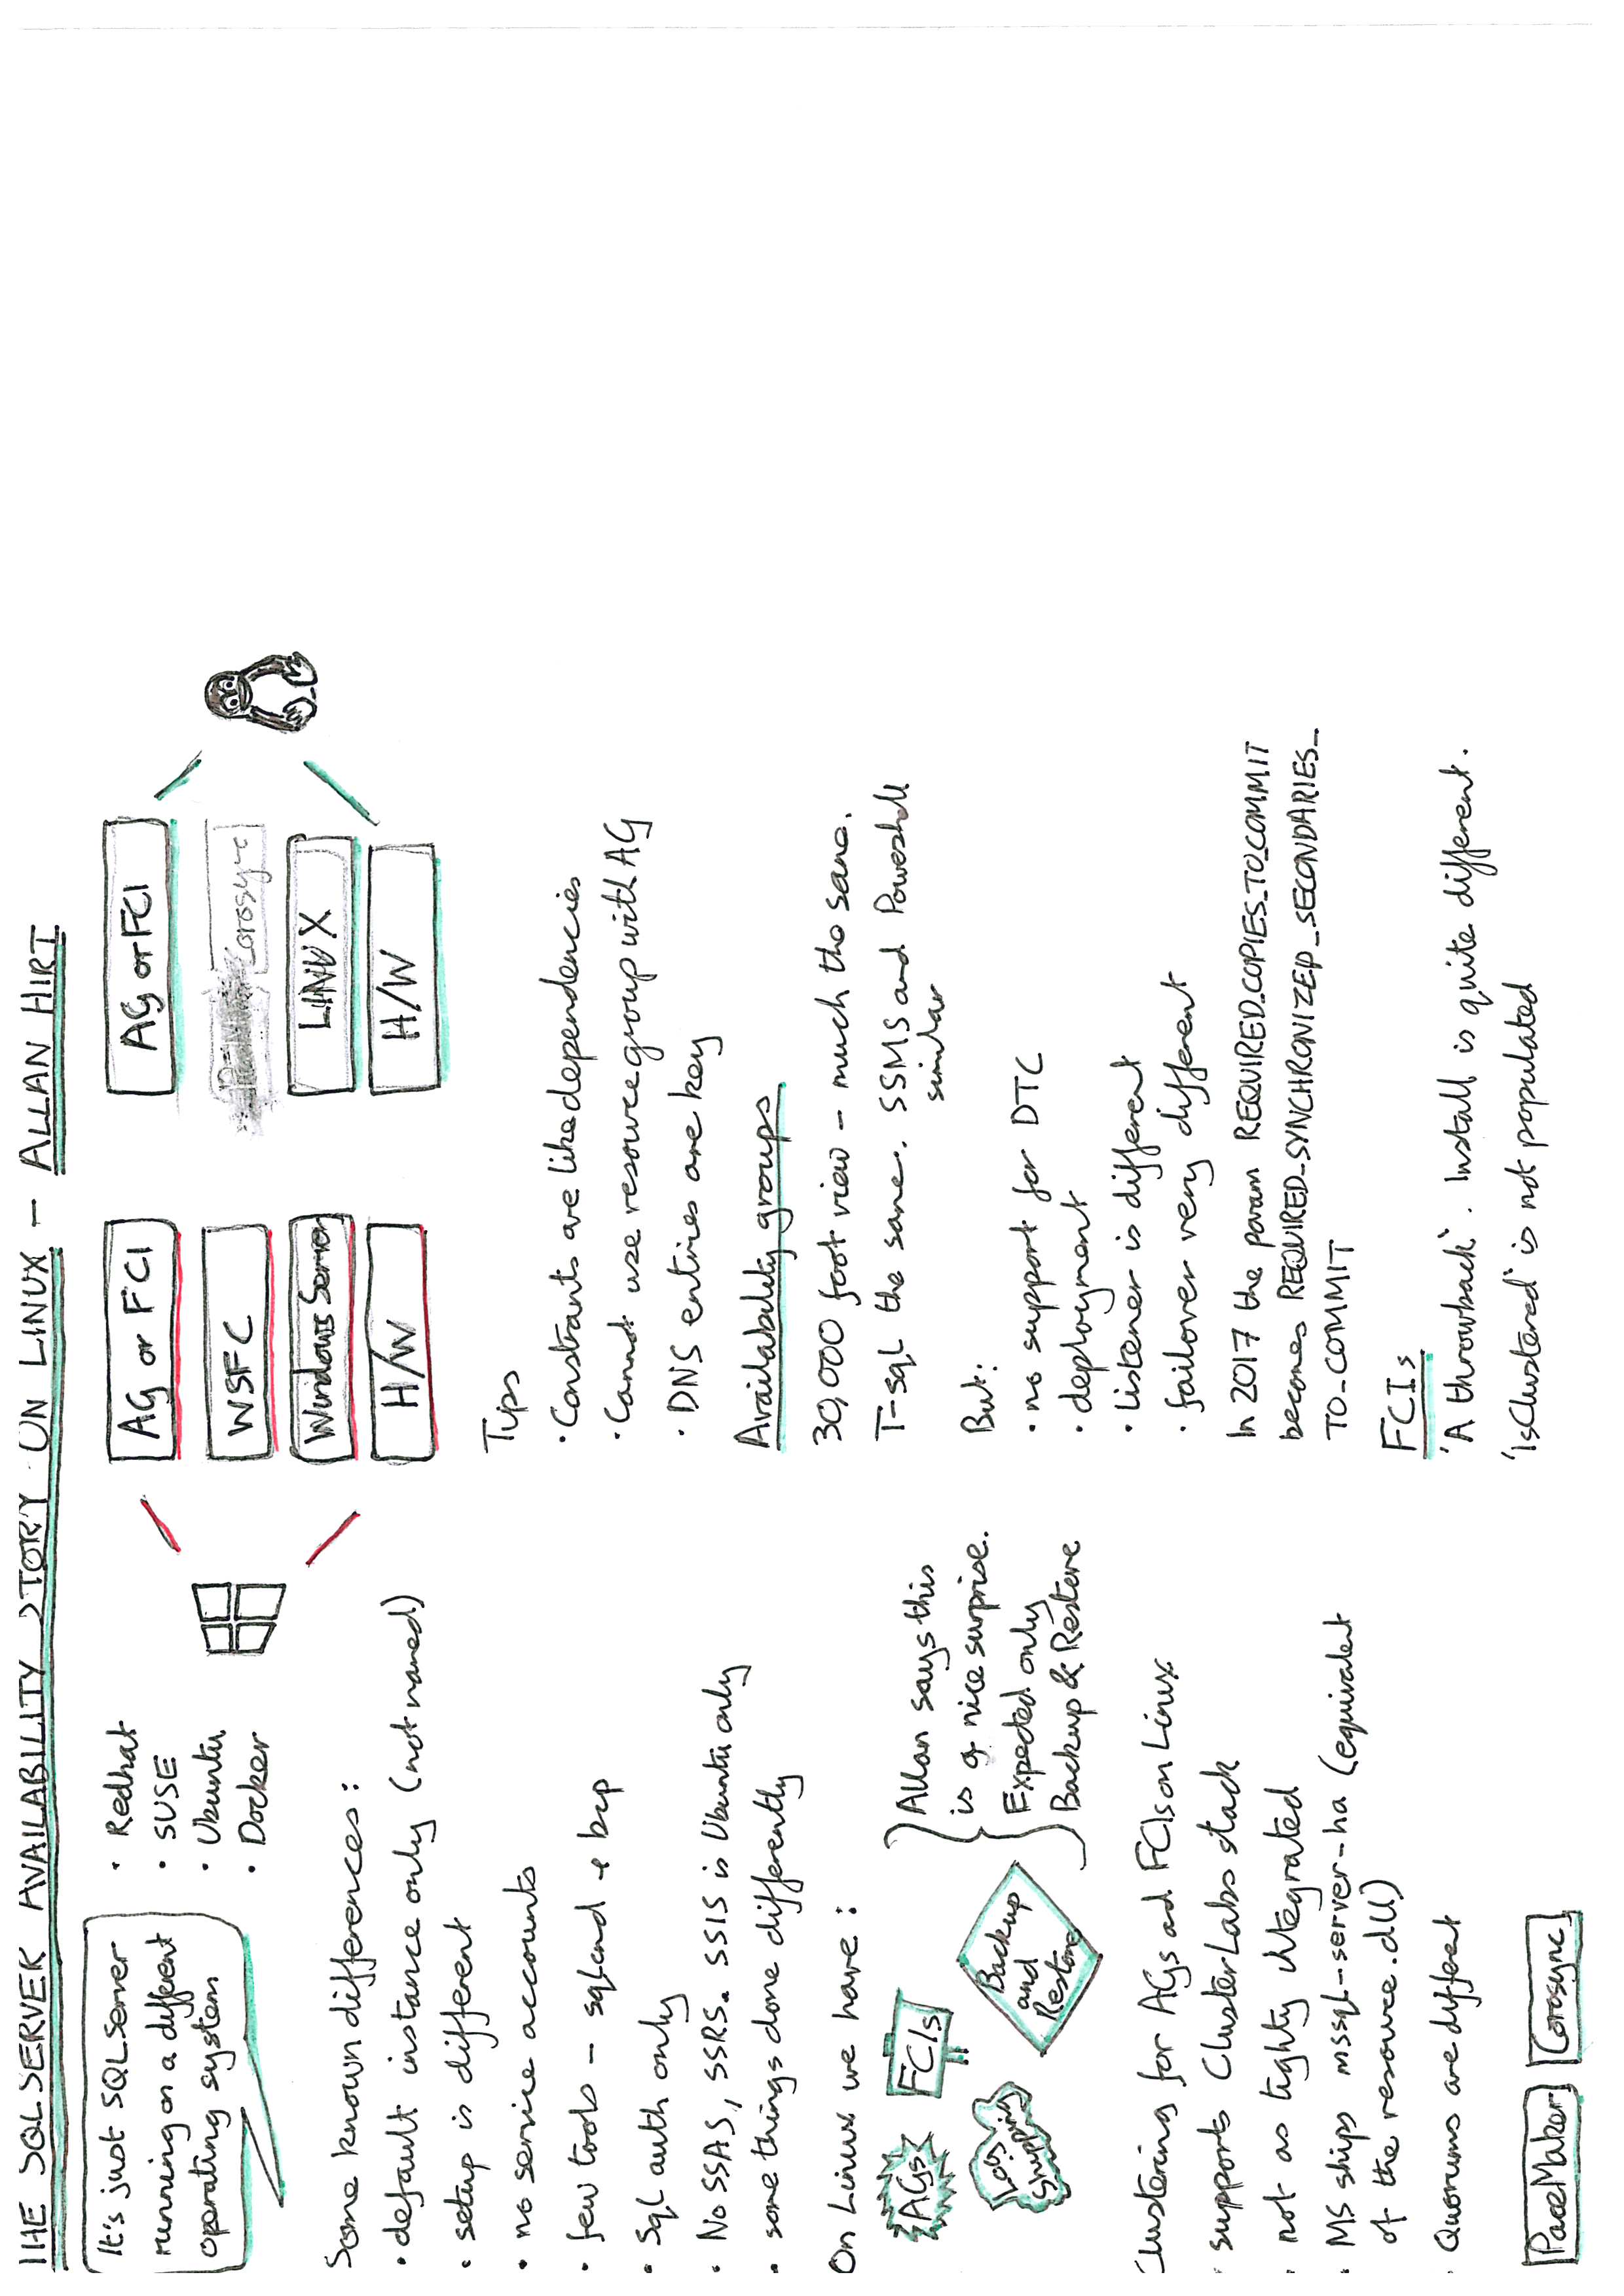 THE SQL SERVER AVAILABILITY STORY ON LINUX - ALLAN HIRT
It's just SQL Server
running on a different
operating system
• Redhat
• SUSE
• Ubuntu
• Docker
AG or FCI
WSFC
Windows Server
H/W
AG or FCI
PaceMaker Corosync
LINUX
H/W
Some known differences:
• default instance only (not named)
• setup is different
• no service accounts
• few tools - sqlcmd + bcp
• Sql auth only
• No SSAS, SSRS. SSIS is Ubuntu only
• some things done differently
On Linux we have:
AGs
FCIs
Log
Shipping
Backup
and
Restore
Allan says this
is a nice surprise.
Expected only
Backup & Restore
Clustering for AGs and FCIs on Linux
• supports ClusterLabs stack
• not as tighty integrated
• MS ships mssql-server-ha (equivalent
of the resource.dll)
• Quorums are different
PaceMaker
Corosync
Tips
• Constrants are like dependencies
• Cannot use resource group with AG
• DNS entries are key
Availability groups
30,000 foot view - much the same.
T-sql the same. SSMS and Poweshell
similar
But:
• no support for DTC
• deployment
• listener is different
• failover very different
In 2017 the param REQUIRED_COPIES_TO_COMMIT
becomes REQUIRED_SYNCHRONIZED_SECONDARIES_
TO_COMMIT
FCIs
'A throwback'. Install is quite different.
'IsClustered' is not populated